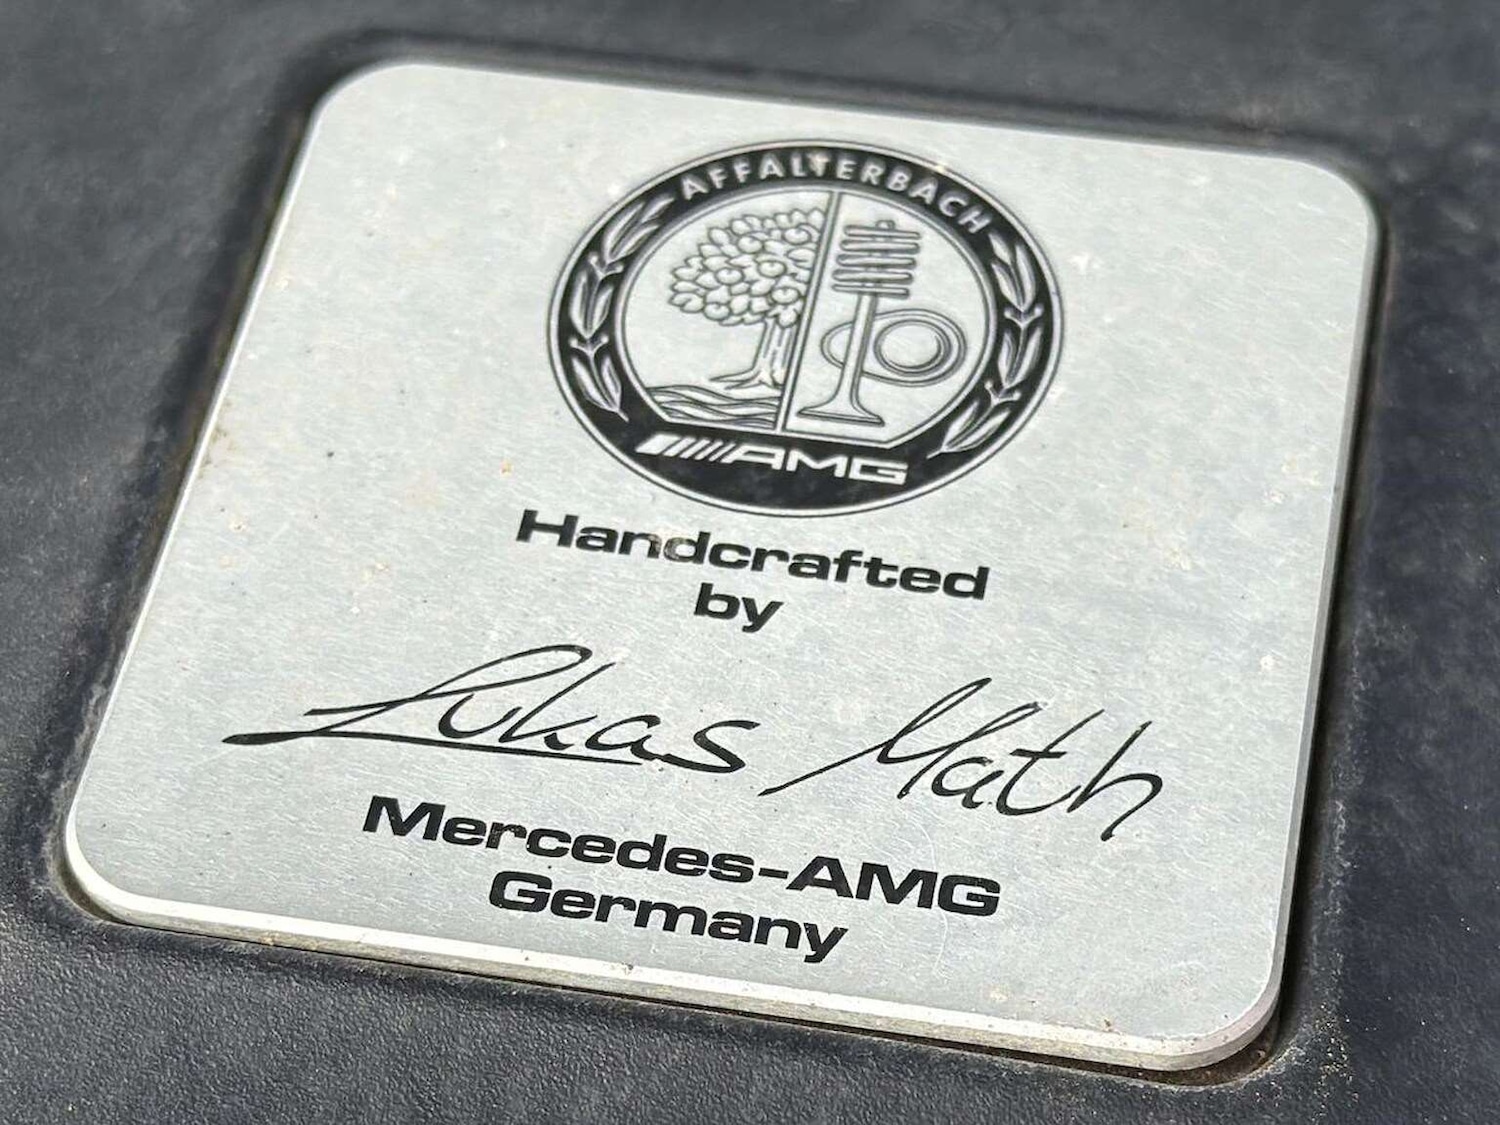 AFFALTERBACH
AMG
Handcrafted
by
Lukas Math
Mercedes-AMG
Germany